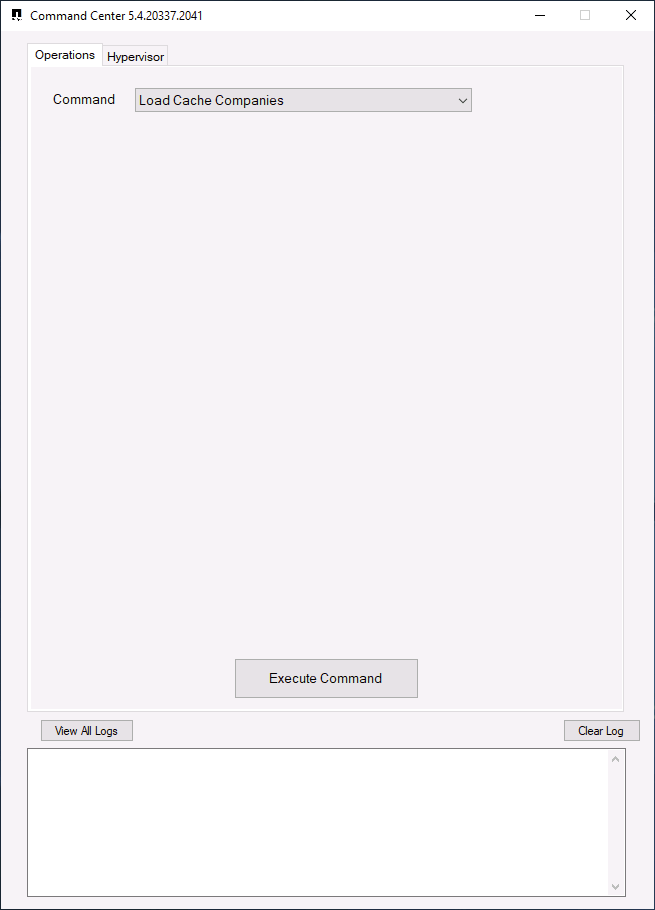 Command Center 5.4.20337.2041
Operations Hypervisor
Command Load Cache Companies
Execute Command
View All Logs Clear Log